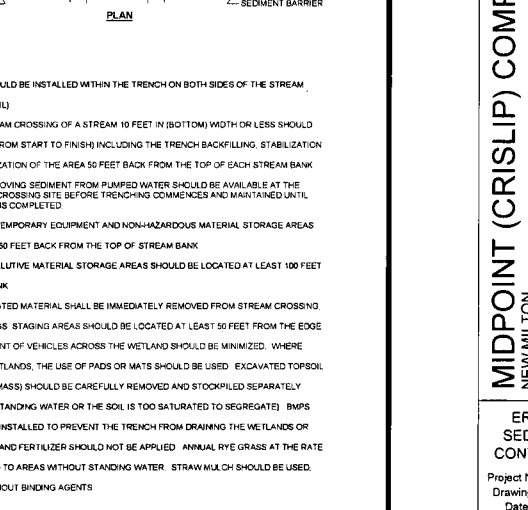 SEDIMENT BARRIER
PLAN
ULD BE INSTALLED WITHIN THE TRENCH ON BOTH SIDES OF THE STREAM
IL)
AM CROSSING OF A STREAM 10 FEET IN (BOTTOM) WIDTH OR LESS SHOULD
ROM START TO FINISH) INCLUDING THE TRENCH BACKFILLING, STABILIZATION
ZATION OF THE AREA 50 FEET BACK FROM THE TOP OF EACH STREAM BANK
OVING SEDIMENT FROM PUMPED WATER SHOULD BE AVAILABLE AT THE
CROSSING SITE BEFORE TRENCHING COMMENCES AND MAINTAINED UNTIL
IS COMPLETED.
EMPORARY EQUIPMENT AND NON-HAZARDOUS MATERIAL STORAGE AREAS
50 FEET BACK FROM THE TOP OF STREAM BANK
LLUTIVE MATERIAL STORAGE AREAS SHOULD BE LOCATED AT LEAST 100 FEET
NK
TED MATERIAL SHALL BE IMMEDIATELY REMOVED FROM STREAM CROSSING.
SS STAGING AREAS SHOULD BE LOCATED AT LEAST 50 FEET FROM THE EDGE
NT OF VEHICLES ACROSS THE WETLAND SHOULD BE MINIMIZED. WHERE
TLANDS, THE USE OF PADS OR MATS SHOULD BE USED EXCAVATED TOPSOIL
MASS) SHOULD BE CAREFULLY REMOVED AND STOCKPILED SEPARATELY
TANDING WATER OR THE SOIL IS TOO SATURATED TO SEGREGATE) BMPS
INSTALLED TO PREVENT THE TRENCH FROM DRAINING THE WETLANDS OR
AND FERTILIZER SHOULD NOT BE APPLIED ANNUAL RYE GRASS AT THE RATE
TO AREAS WITHOUT STANDING WATER. STRAW MULCH SHOULD BE USED,
OUT BINDING AGENTS
MIDPOINT (CRISLIP) COMP
NEW MILTON
ER
SED
CONT
Project N
Drawing
Date